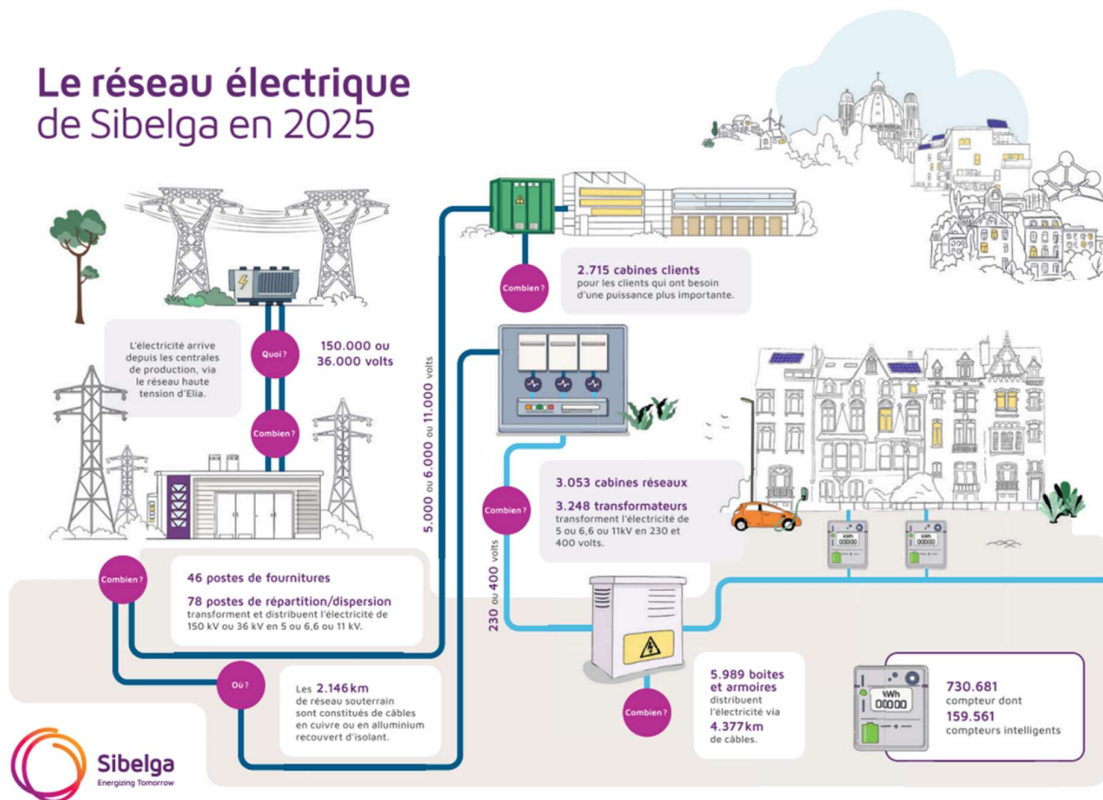 Le réseau électrique
de Sibelga en 2025
L'électricité arrive
depuis les centrales
de production, via
le réseau haute
tension d'Elia.
Quoi ?
150.000 ou
36.000 volts
Combien ?
Combien ?
46 postes de fournitures
78 postes de répartition/dispersion
transforment et distribuent l'électricité de
150 kV ou 36 kV en 5 ou 6,6 ou 11 kV.
Où ?
Les 2.146 km
de réseau souterrain
sont constitués de câbles
en cuivre ou en alluminium
recouvert d'isolant.
5.000 ou 6.000 ou 11.000 volts
Combien ?
2.715 cabines clients
pour les clients qui ont besoin
d'une puissance plus importante.
Combien ?
3.053 cabines réseaux
3.248 transformateurs
transforment l'électricité de
5 ou 6,6 ou 11kV en 230 et
400 volts.
230 ou 400 volts
Combien ?
5.989 boites
et armoires
distribuent
l'électricité via
4.377 km
de câbles.
kWh
00000
kWh
00000
kWh
00000
730.681
compteur dont
159.561
compteurs intelligents
Sibelga
Energizing Tomorrow